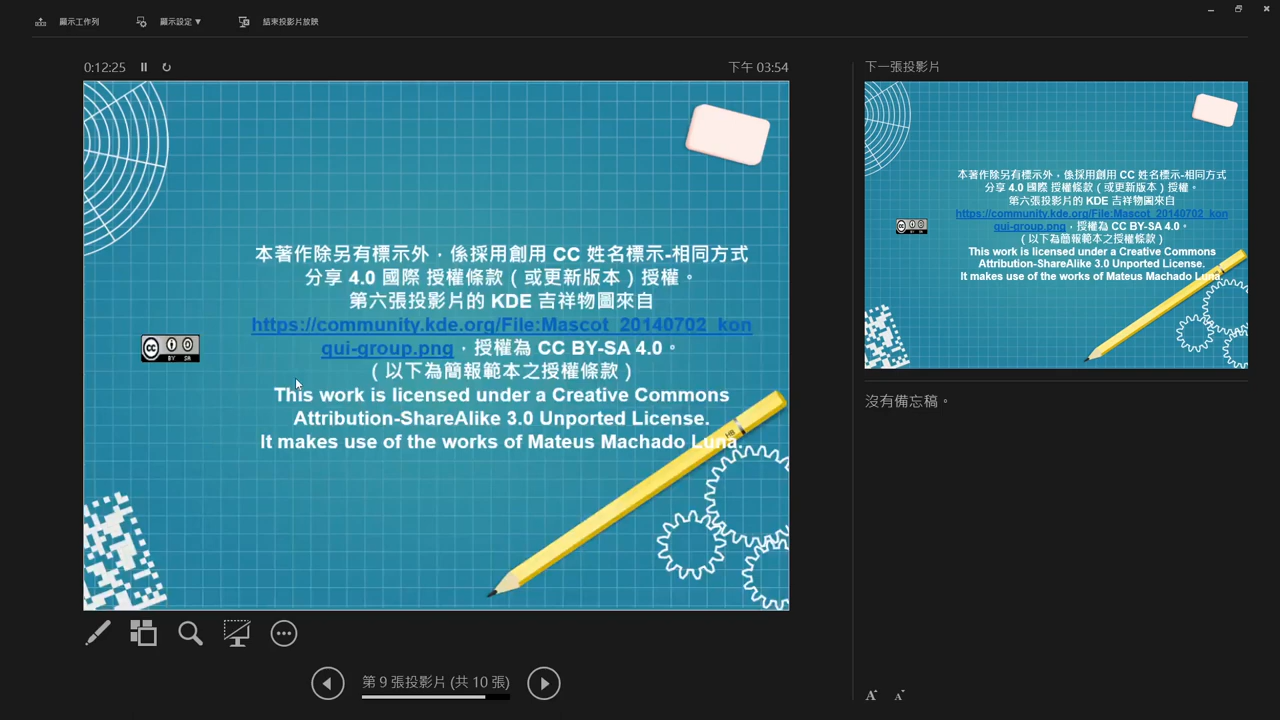 顯示工作列
顯示設定 ▼
結束投影片放映
0:12:25
下午 03:54
本著作除另有標示外，係採用創用 CC 姓名標示-相同方式
分享 4.0 國際 授權條款（或更新版本）授權。
第六張投影片的 KDE 吉祥物圖來自
https://community.kde.org/File:Mascot_20140702_kon
qui-group.png，授權為 CC BY-SA 4.0。
（以下為簡報範本之授權條款）
This work is licensed under a Creative Commons
Attribution-ShareAlike 3.0 Unported License.
It makes use of the works of Mateus Machado Luna.
cc
BY SA
HB
第 9 張投影片 (共 10 張)
下一張投影片
本著作除另有標示外，係採用創用 CC 姓名標示-相同方式
分享 4.0 國際 授權條款（或更新版本）授權。
第六張投影片的 KDE 吉祥物圖來自
https://community.kde.org/File:Mascot_20140702_kon
qui-group.png，授權為 CC BY-SA 4.0。
（以下為簡報範本之授權條款）
This work is licensed under a Creative Commons
Attribution-ShareAlike 3.0 Unported License.
It makes use of the works of Mateus Machado Luna.
沒有備忘稿。
A A